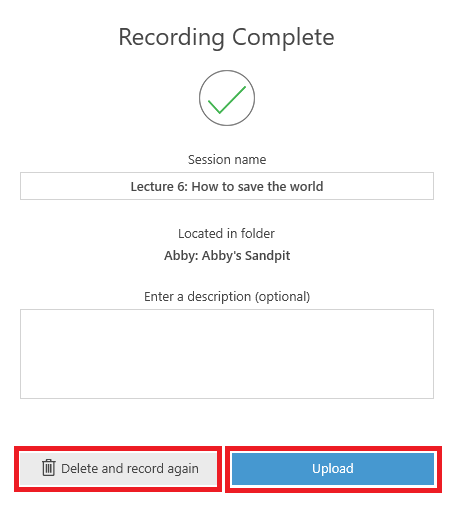 Recording Complete
Session name
Lecture 6: How to save the world
Located in folder
Abby: Abby's Sandpit
Enter a description (optional)
Delete and record again
Upload